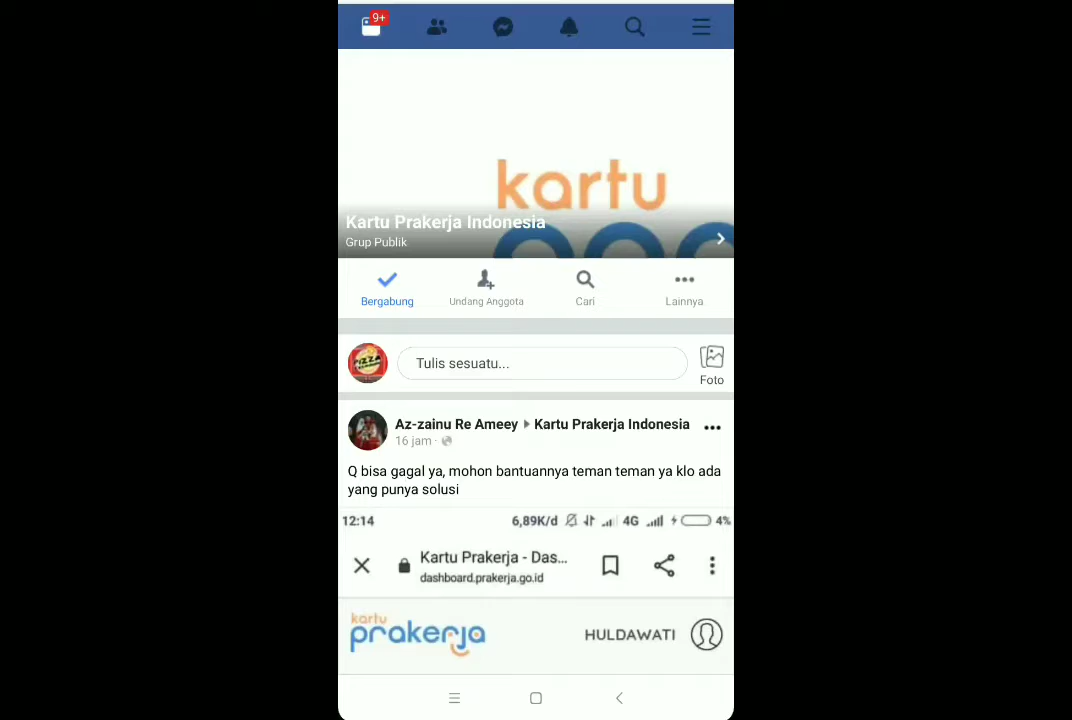 9+
kartu
Kartu Prakerja Indonesia
Grup Publik
Bergabung
Undang Anggota
Cari
Lainnya
PIZZA
Tulis sesuatu...
Foto
Az-zainu Re Ameey Kartu Prakerja Indonesia
16 jam ·
Q bisa gagal ya, mohon bantuannya teman teman ya klo ada
yang punya solusi
12:14
6,89K/d 4G 4%
Kartu Prakerja - Das...
dashboard.prakerja.go.id
kartu
prakerja
HULDAWATI